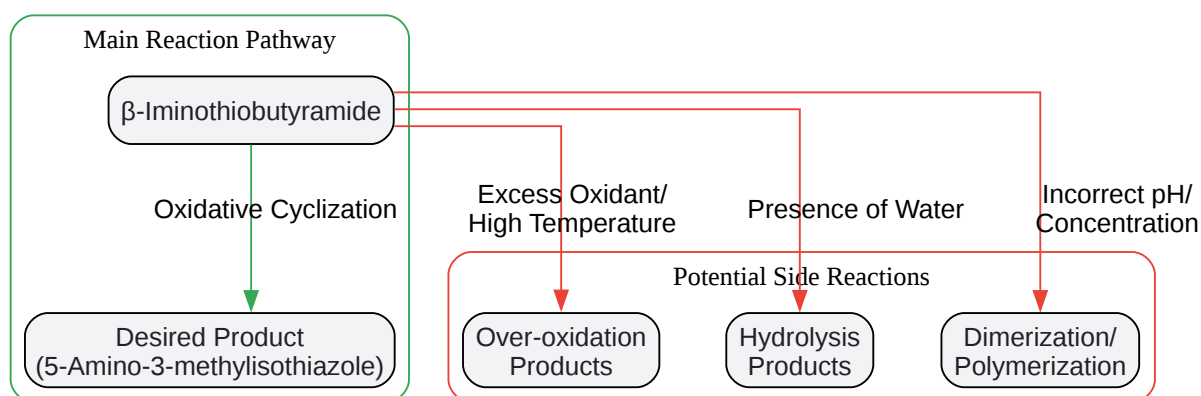 Main Reaction Pathway
β-Iminothiobutyramide
Oxidative Cyclization
Excess Oxidant/
High Temperature
Presence of Water
Incorrect pH/
Concentration
Potential Side Reactions
Desired Product
(5-Amino-3-methylisothiazole)
Over-oxidation
Products
Hydrolysis
Products
Dimerization/
Polymerization